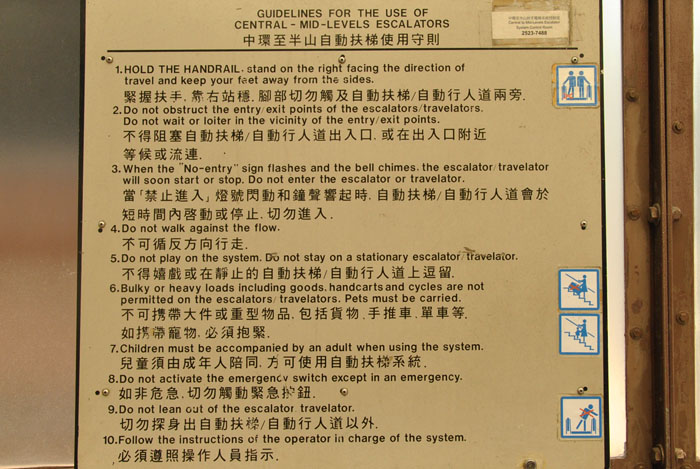 GUIDELINES FOR THE USE OF
CENTRAL - MID-LEVELS ESCALATORS
中環至半山自動扶梯使用守則
Central to Mid-Levels Escalator
System Control Room
2523-7488
1. HOLD THE HANDRAIL, stand on the right facing the direction of
travel and keep your feet away from the sides.
緊握扶手, 靠右站穩, 腳部切勿觸及自動扶梯/自動行人道兩旁.
2. Do not obstruct the entry/exit points of the escalators/travelators.
Do not wait or loiter in the vicinity of the entry/exit points.
不得阻塞自動扶梯/自動行人道出入口, 或在出入口附近
等候或流連.
3. When the "No-entry" sign flashes and the bell chimes, the escalator/travelator
will soon start or stop. Do not enter the escalator or travelator.
當「禁止進入」燈號閃動和鐘聲響起時, 自動扶梯/自動行人道會於
短時間內啓動或停止, 切勿進入.
4. Do not walk against the flow.
不可循反方向行走.
5. Do not play on the system. Do not stay on a stationary escalator/travelator.
不得嬉戲或在靜止的自動扶梯/自動行人道上逗留.
6. Bulky or heavy loads including goods, handcarts and cycles are not
permitted on the escalators/travelators. Pets must be carried.
不可携帶大件或重型物品, 包括貨物, 手推車, 單車等.
如携帶寵物, 必須抱緊.
7. Children must be accompanied by an adult when using the system.
兒童須由成年人陪同, 方可使用自動扶梯系統.
8. Do not activate the emergency switch except in an emergency.
如非危急, 切勿觸動緊急按鈕.
9. Do not lean out of the escalator/travelator.
切勿探身出自動扶梯/自動行人道以外.
10. Follow the instructions of the operator in charge of the system.
必須遵照操作人員指示.